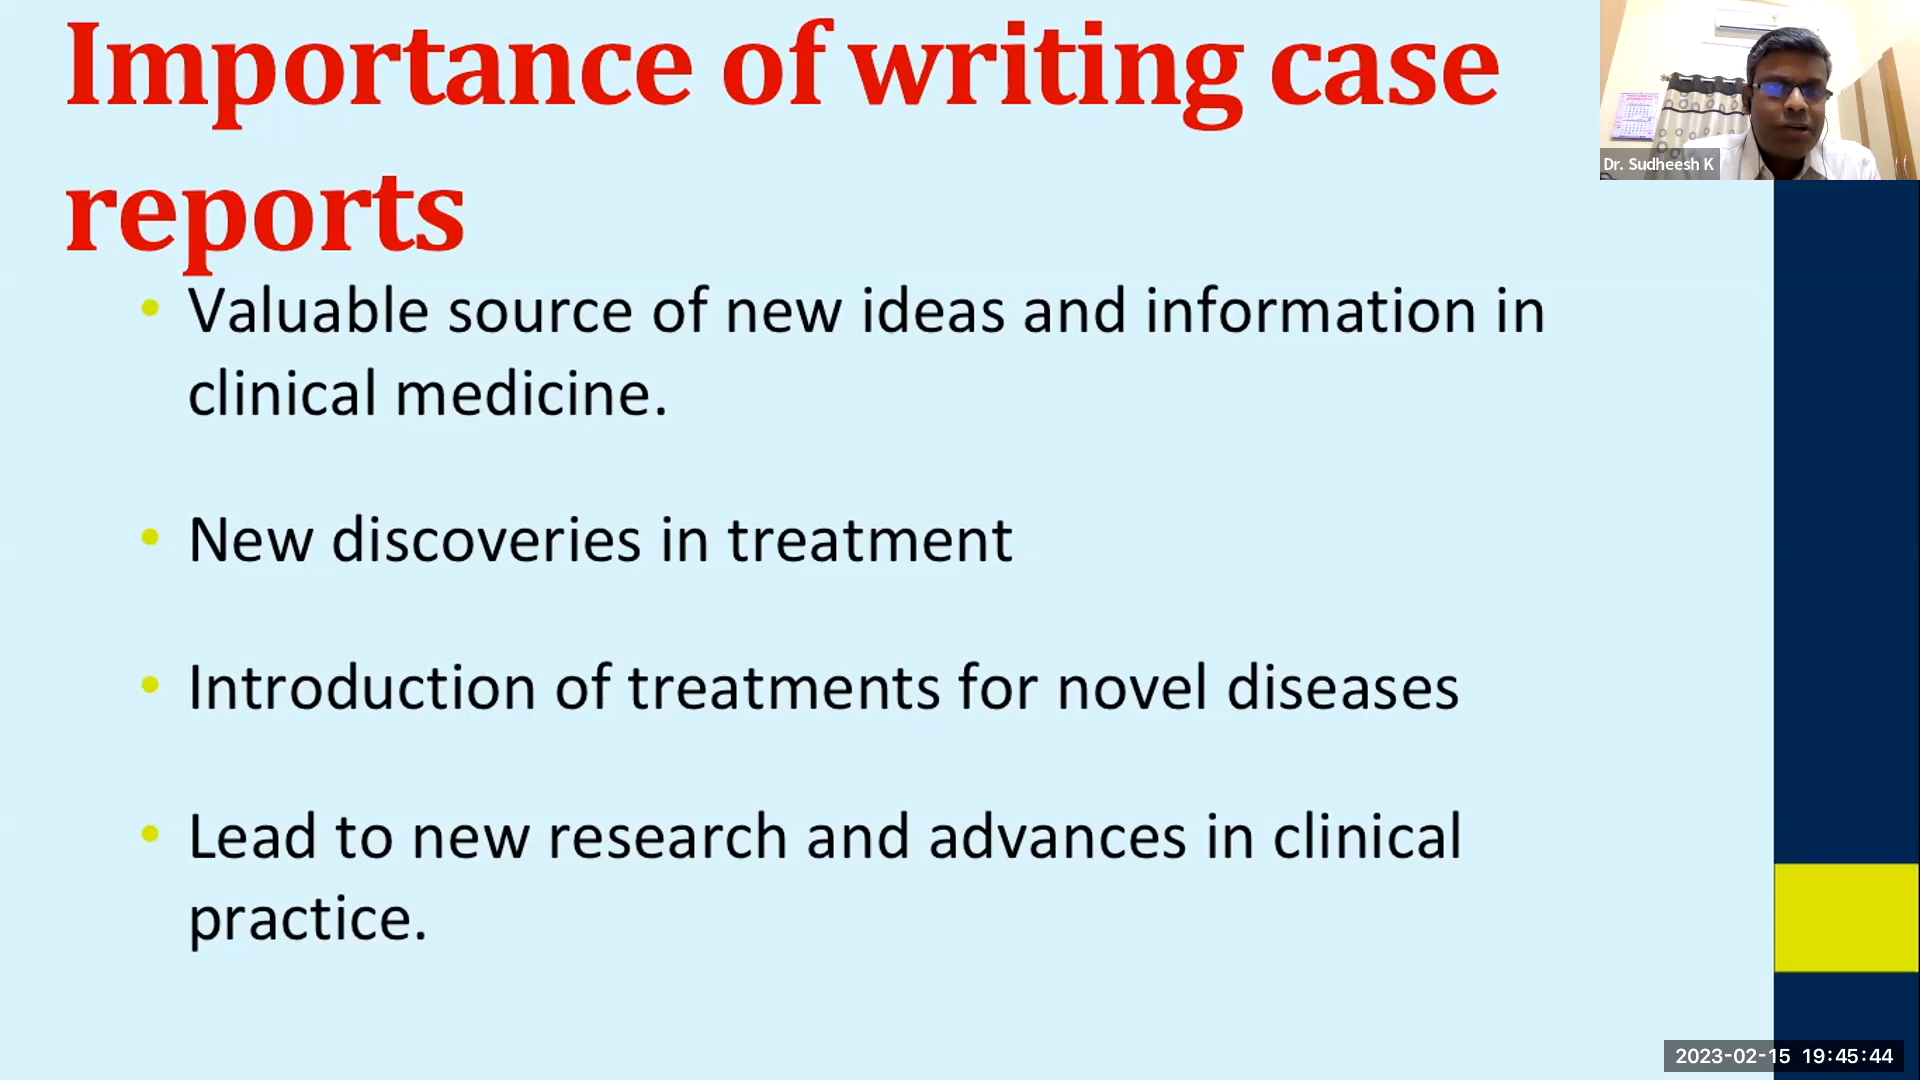 Importance of writing case
reports
• Valuable source of new ideas and information in
clinical medicine.
• New discoveries in treatment
• Introduction of treatments for novel diseases
• Lead to new research and advances in clinical
practice.
Dr. Sudheesh K
2023-02-15 19:45:44